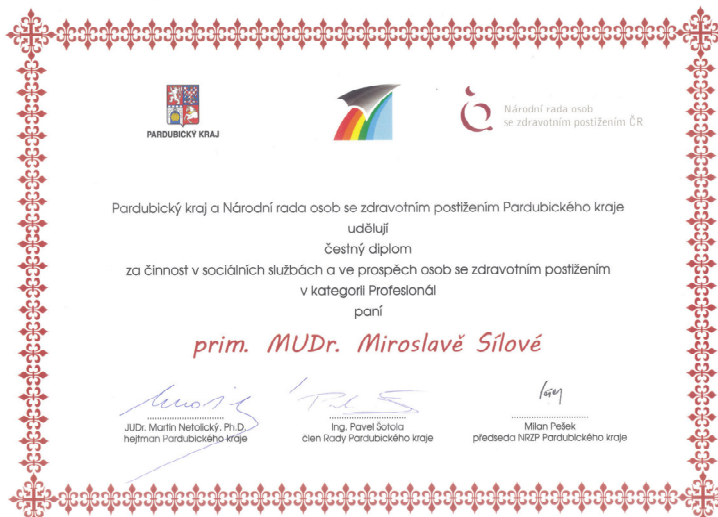 PARDUBICKÝ KRAJ
Národní rada osob
se zdravotním postižením ČR
Pardubický kraj a Národní rada osob se zdravotním postižením Pardubického kraje
udělují
čestný diplom
za činnost v sociálních službách a ve prospěch osob se zdravotním postižením
v kategorii Profesionál
paní
prim. MUDr. Miroslavě Sílové
JUDr. Martin Netolický, Ph.D.
hejtman Pardubického kraje
Ing. Pavel Šotola
člen Rady Pardubického kraje
Milan Pešek
předseda NRZP Pardubického kraje